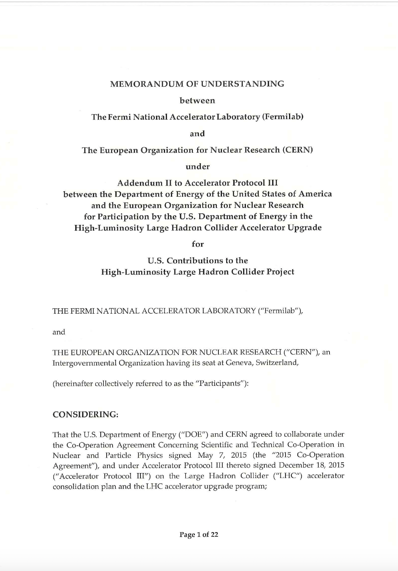 MEMORANDUM OF UNDERSTANDING
between
The Fermi National Accelerator Laboratory (Fermilab)
and
The European Organization for Nuclear Research (CERN)
under
Addendum II to Accelerator Protocol III
between the Department of Energy of the United States of America
and the European Organization for Nuclear Research
for Participation by the U.S. Department of Energy in the
High-Luminosity Large Hadron Collider Accelerator Upgrade
for
U.S. Contributions to the
High-Luminosity Large Hadron Collider Project
THE FERMI NATIONAL ACCELERATOR LABORATORY ("Fermilab"),
and
THE EUROPEAN ORGANIZATION FOR NUCLEAR RESEARCH ("CERN"), an
Intergovernmental Organization having its seat at Geneva, Switzerland,
(hereinafter collectively referred to as the "Participants"):
CONSIDERING:
That the U.S. Department of Energy ("DOE") and CERN agreed to collaborate under
the Co-Operation Agreement Concerning Scientific and Technical Co-Operation in
Nuclear and Particle Physics signed May 7, 2015 (the "2015 Co-Operation
Agreement"), and under Accelerator Protocol III thereto signed December 18, 2015
("Accelerator Protocol III") on the Large Hadron Collider ("LHC") accelerator
consolidation plan and the LHC accelerator upgrade program;
Page 1 of 22